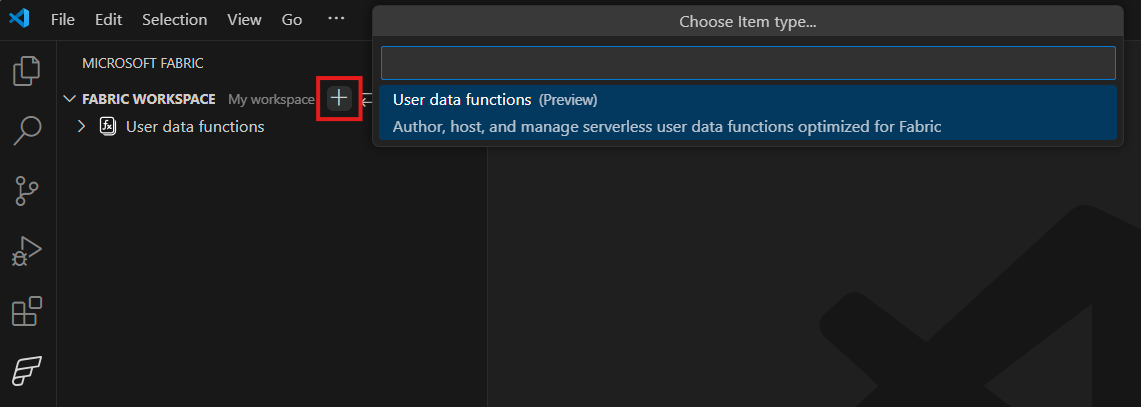 File Edit Selection View Go ...
Choose Item type...
MICROSOFT FABRIC
FABRIC WORKSPACE My workspace
User data functions (Preview)
Author, host, and manage serverless user data functions optimized for Fabric
User data functions